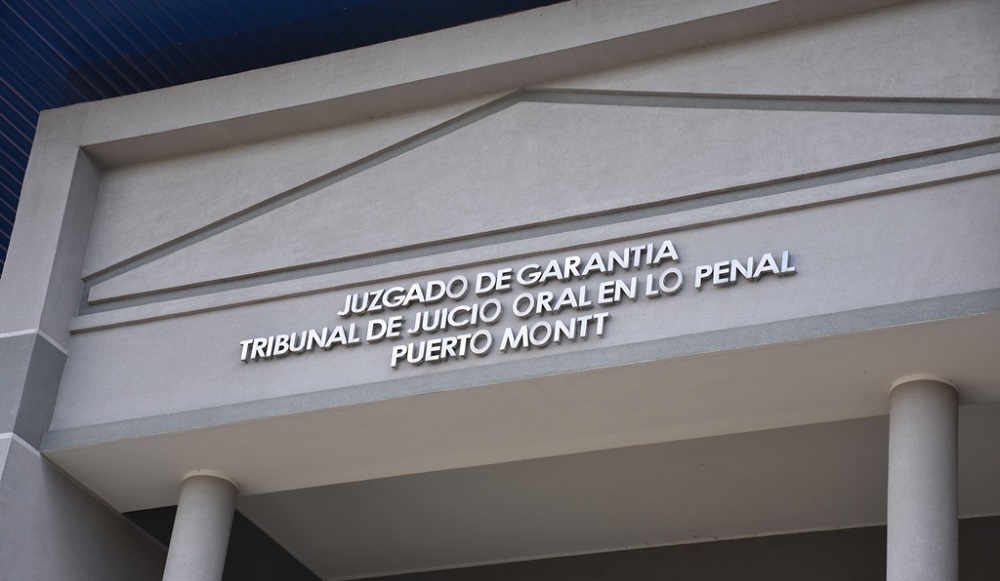 JUZGADO DE GARANTIA
TRIBUNAL DE JUICIO ORAL EN LO PENAL
PUERTO MONTT